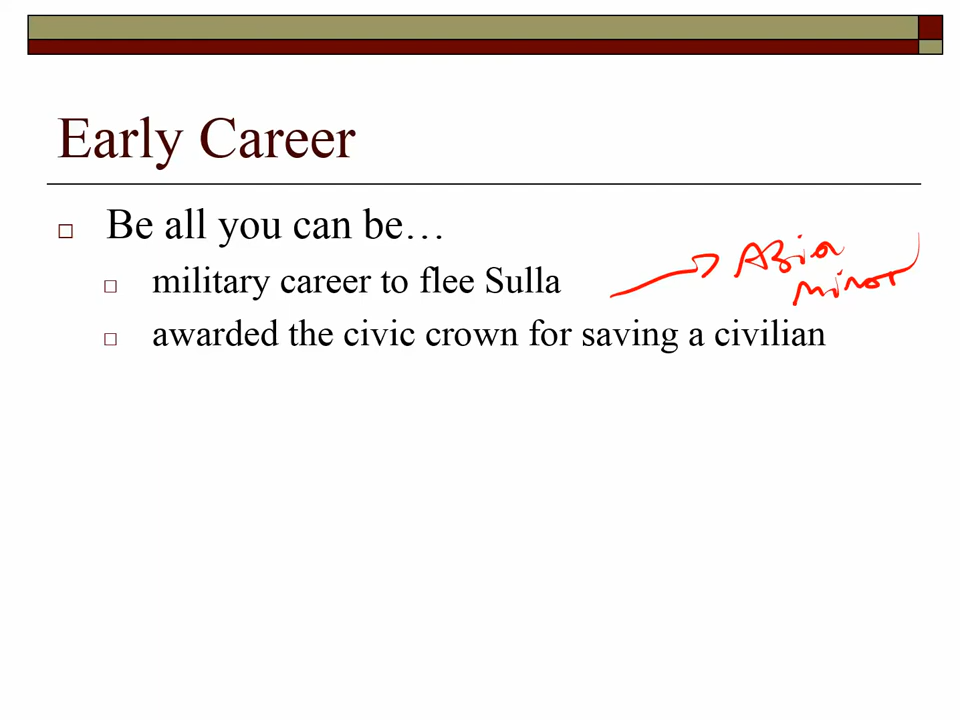 Early Career
Be all you can be…
military career to flee Sulla
Asia
minor
awarded the civic crown for saving a civilian